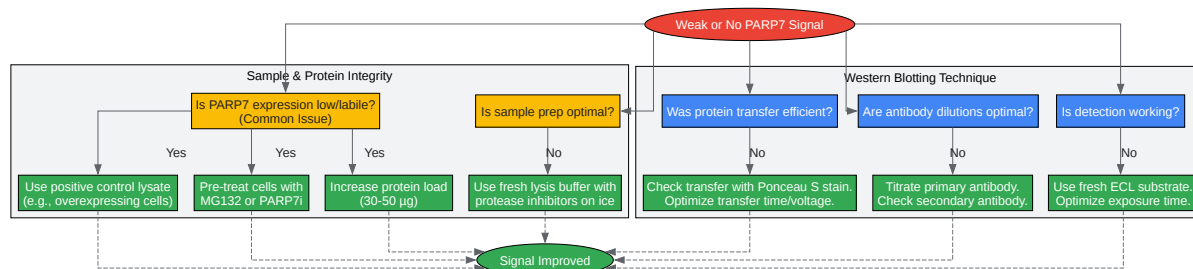 Weak or No PARP7 Signal
Sample & Protein Integrity
Western Blotting Technique
Is PARP7 expression low/labile?
(Common Issue)
Is sample prep optimal?
Was protein transfer efficient?
Are antibody dilutions optimal?
Is detection working?
Yes
Yes
Yes
No
No
No
No
Use positive control lysate
(e.g., overexpressing cells)
Pre-treat cells with
MG132 or PARP7i
Increase protein load
(30-50 µg)
Use fresh lysis buffer with
protease inhibitors on ice
Check transfer with Ponceau S stain.
Optimize transfer time/voltage.
Titrate primary antibody.
Check secondary antibody.
Use fresh ECL substrate.
Optimize exposure time.
Signal Improved